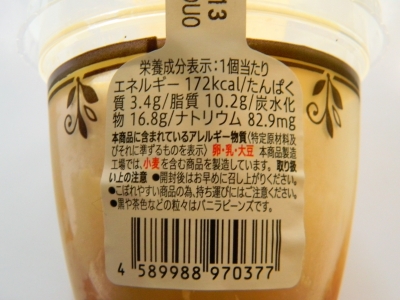 13
DUO
栄養成分表示:1個当たり
エネルギー 172kcal/たんぱく
質 3.4g/脂質 10.2g/炭水化
物 16.8g/ナトリウム 82.9mg
本商品に含まれているアレルギー物質(特定原材料及
びそれに準ずるものを表示) 卵・乳・大豆 本商品製造
工場では、小麦を含む商品を製造しています。 取り扱
い上の注意 ●開封後はお早めに召し上がりください。
●こぼれやすい商品の為、持ち運びにはご注意ください。
●黒や茶色などの粒々はバニラビーンズです。
4 589988 970377